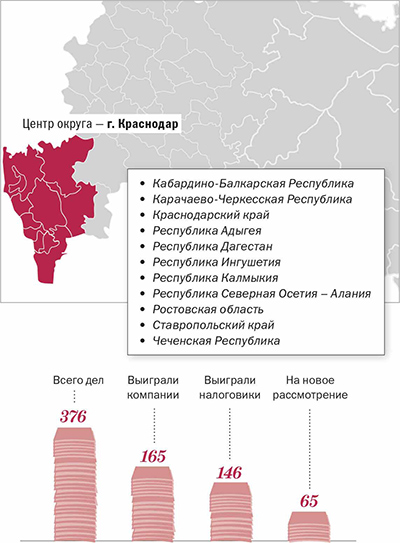 Центр округа – г. Краснодар
• Кабардино-Балкарская Республика
• Карачаево-Черкесская Республика
• Краснодарский край
• Республика Адыгея
• Республика Дагестан
• Республика Ингушетия
• Республика Калмыкия
• Республика Северная Осетия – Алания
• Ростовская область
• Ставропольский край
• Чеченская Республика
Всего дел
376
Выиграли
компании
165
Выиграли
налоговики
146
На новое
рассмотрение
65